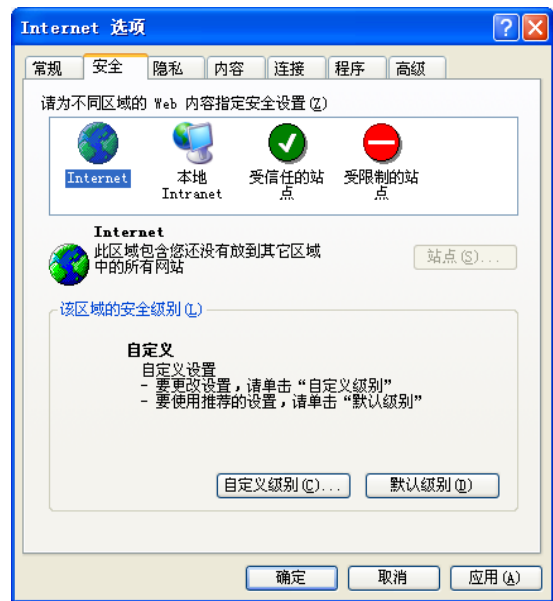 Internet 选项
常规 安全 隐私 内容 连接 程序 高级
请为不同区域的 Web 内容指定安全设置(Z)
Internet 本地 受信任的站 受限制的站
Intranet 点 点
Internet
此区域包含您还没有放到其它区域
中的所有网站
站点(S)...
该区域的安全级别(L)
自定义
自定义设置
- 要更改设置，请单击“自定义级别”
- 要使用推荐的设置，请单击“默认级别”
自定义级别(C)... 默认级别(D)
确定 取消 应用(A)